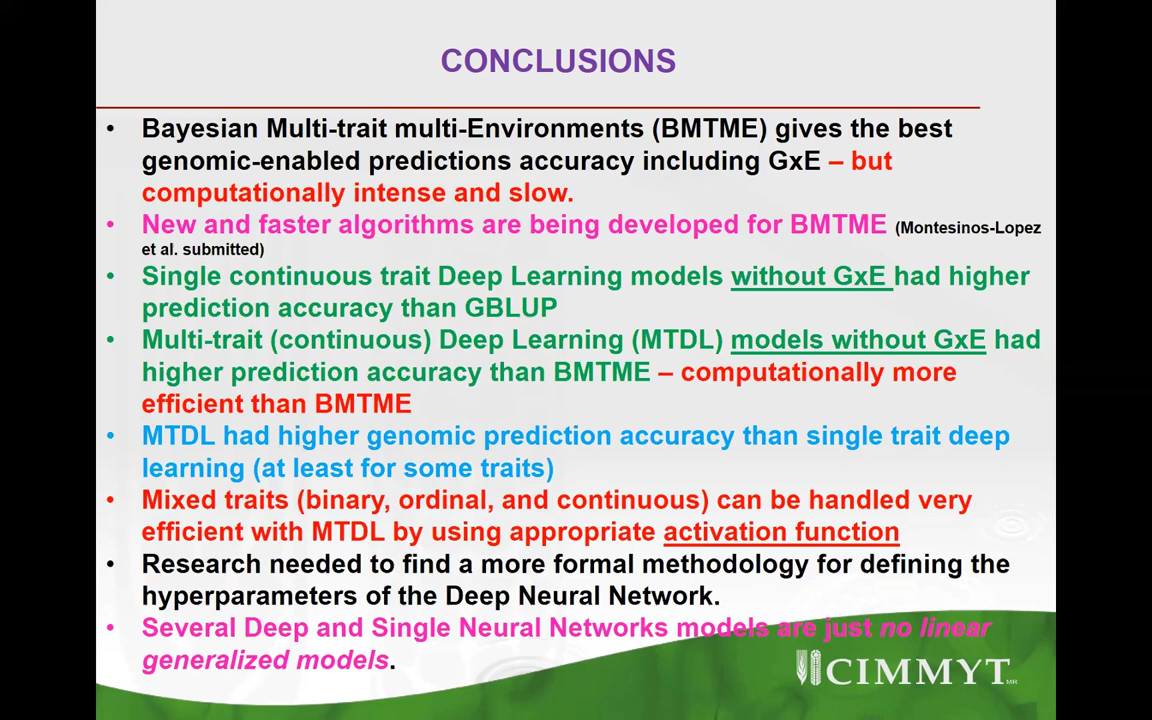 CONCLUSIONS
• Bayesian Multi-trait multi-Environments (BMTME) gives the best
genomic-enabled predictions accuracy including GxE – but
computationally intense and slow.
• New and faster algorithms are being developed for BMTME (Montesinos-Lopez
et al. submitted)
• Single continuous trait Deep Learning models without GxE had higher
prediction accuracy than GBLUP
• Multi-trait (continuous) Deep Learning (MTDL) models without GxE had
higher prediction accuracy than BMTME – computationally more
efficient than BMTME
• MTDL had higher genomic prediction accuracy than single trait deep
learning (at least for some traits)
• Mixed traits (binary, ordinal, and continuous) can be handled very
efficient with MTDL by using appropriate activation function
• Research needed to find a more formal methodology for defining the
hyperparameters of the Deep Neural Network.
• Several Deep and Single Neural Networks models are just no linear
generalized models.
CIMMYT MR